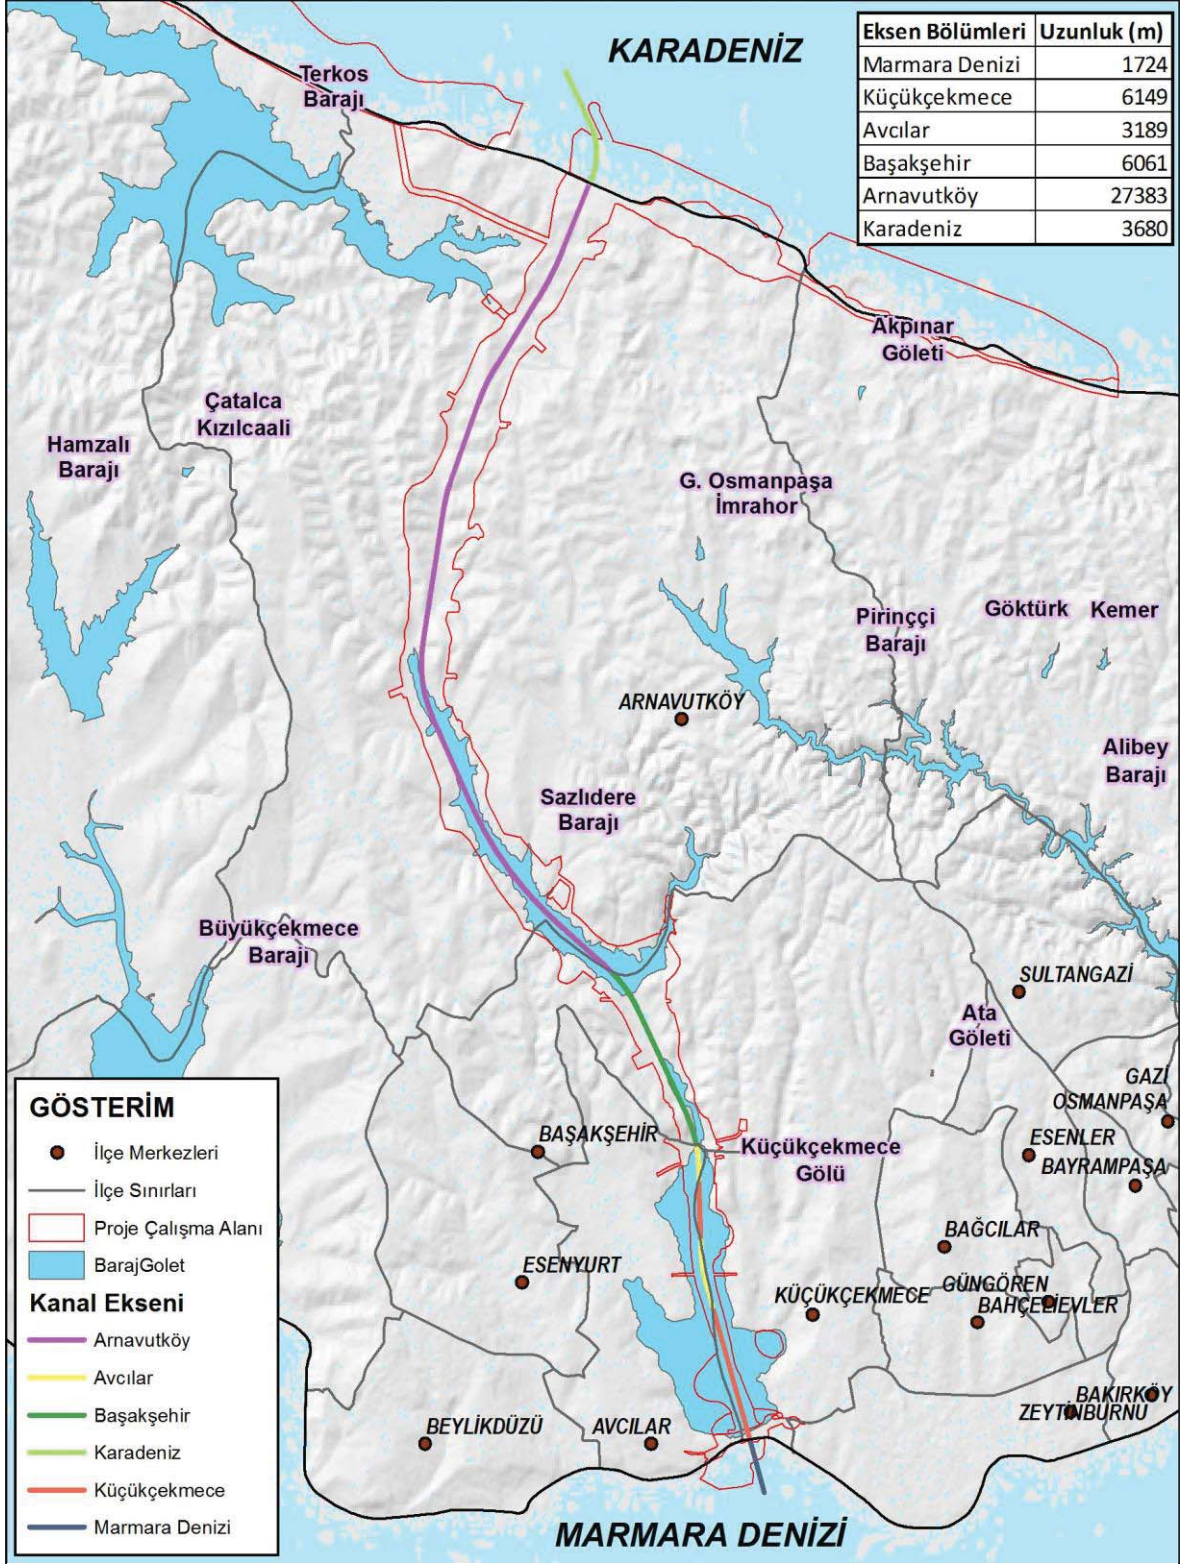 KARADENİZ
Eksen Bölümleri Uzunluk (m)
Marmara Denizi 1724
Küçükçekmece 6149
Avcılar 3189
Başakşehir 6061
Arnavutköy 27383
Karadeniz 3680
Terkos
Barajı
Akpınar
Göleti
Çatalca
Kızılcaali
Hamzalı
Barajı
G. Osmanpaşa
İmrahor
Pirinççi
Barajı
Göktürk
Kemer
ARNAVUTKÖY
Alibey
Barajı
Sazlıdere
Barajı
Büyükçekmece
Barajı
SULTANGAZİ
Ata
Göleti
GAZİ
OSMANPAŞA
ESENLER
BAYRAMPAŞA
BAŞAKŞEHİR
Küçükçekmece
Gölü
BAĞCILAR
ESENYURT
GÜNGÖREN
KÜÇÜKÇEKMECE
BAHÇELİEVLER
BAKIRKÖY
ZEYTİNBURNU
BEYLİKDÜZÜ
AVCILAR
MARMARA DENİZİ
GÖSTERİM
İlçe Merkezleri
İlçe Sınırları
Proje Çalışma Alanı
BarajGolet
Kanal Ekseni
Arnavutköy
Avcılar
Başakşehir
Karadeniz
Küçükçekmece
Marmara Denizi